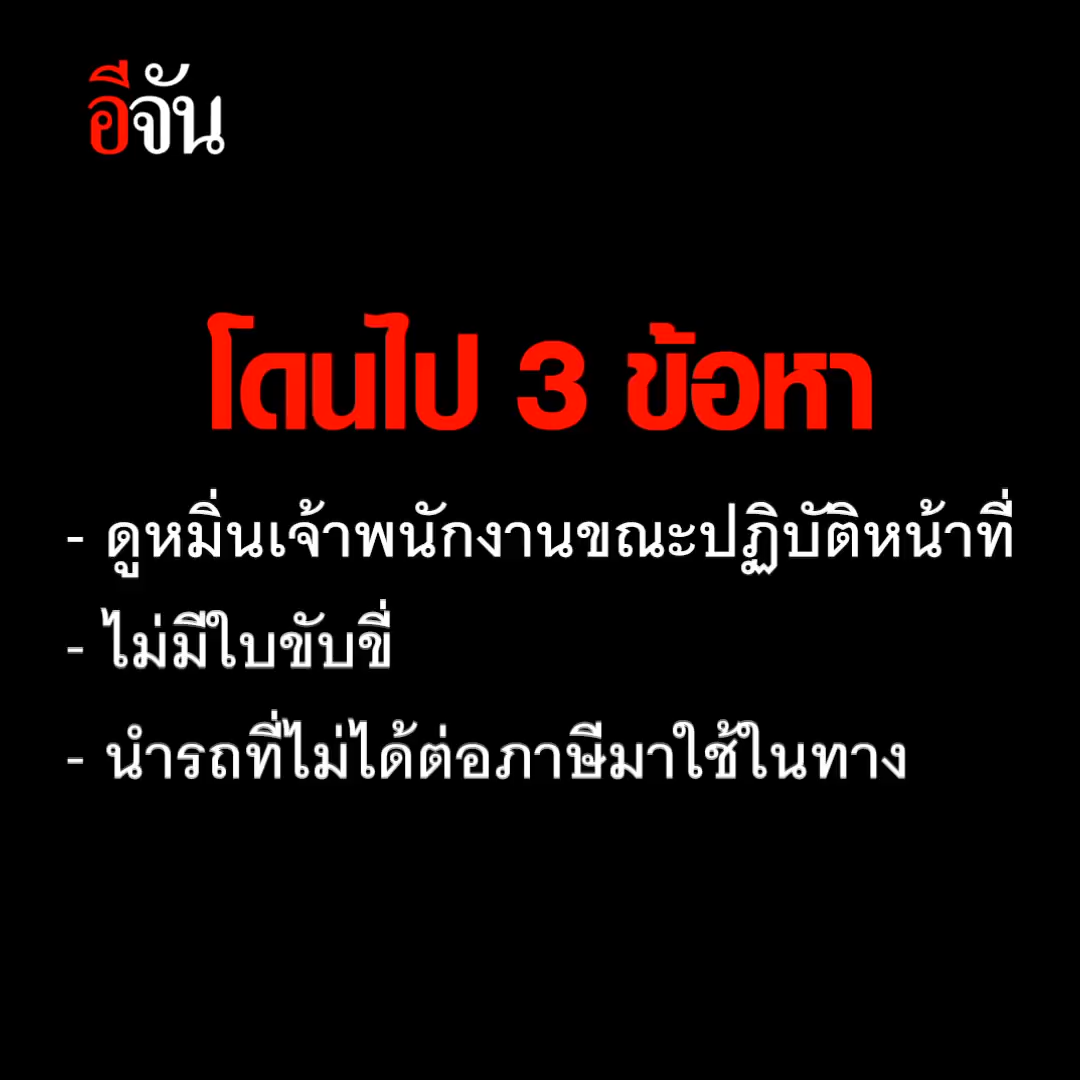 อีจัน
โดนไป 3 ข้อหา
- ดูหมิ่นเจ้าพนักงานขณะปฏิบัติหน้าที่
- ไม่มีใบขับขี่
- นำรถที่ไม่ได้ต่อภาษีมาใช้ในทาง